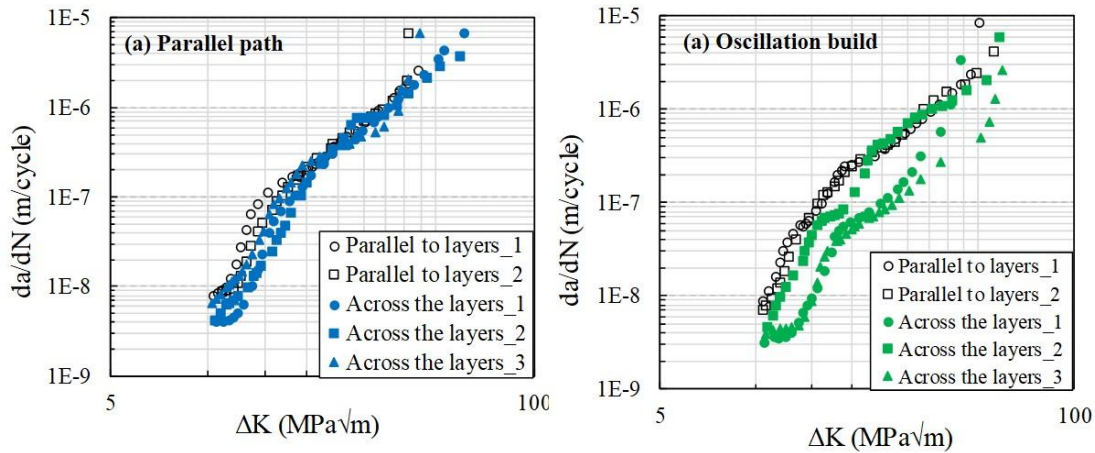 (a) Parallel path
1E-5
1E-6
1E-7
1E-8
1E-9
da/dN (m/cycle)
Parallel to layers_1
Parallel to layers_2
Across the layers_1
Across the layers_2
Across the layers_3
5
100
ΔK (MPa√m)
(a) Oscillation build
1E-5
1E-6
1E-7
1E-8
1E-9
da/dN (m/cycle)
Parallel to layers_1
Parallel to layers_2
Across the layers_1
Across the layers_2
Across the layers_3
5
100
ΔK (MPa√m)